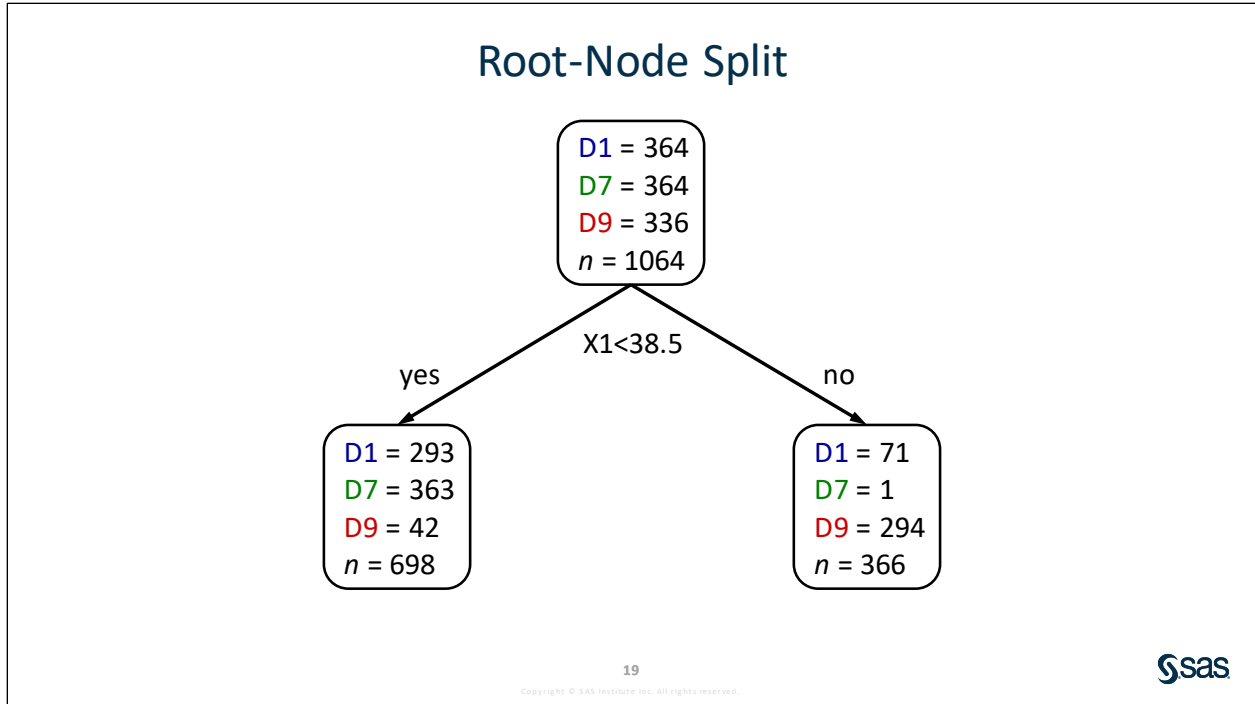 Root-Node Split
D1 = 364
D7 = 364
D9 = 336
n = 1064
X1<38.5
yes
no
D1 = 293
D7 = 363
D9 = 42
n = 698
D1 = 71
D7 = 1
D9 = 294
n = 366
19
Copyright © SAS Institute Inc. All rights reserved.
sas